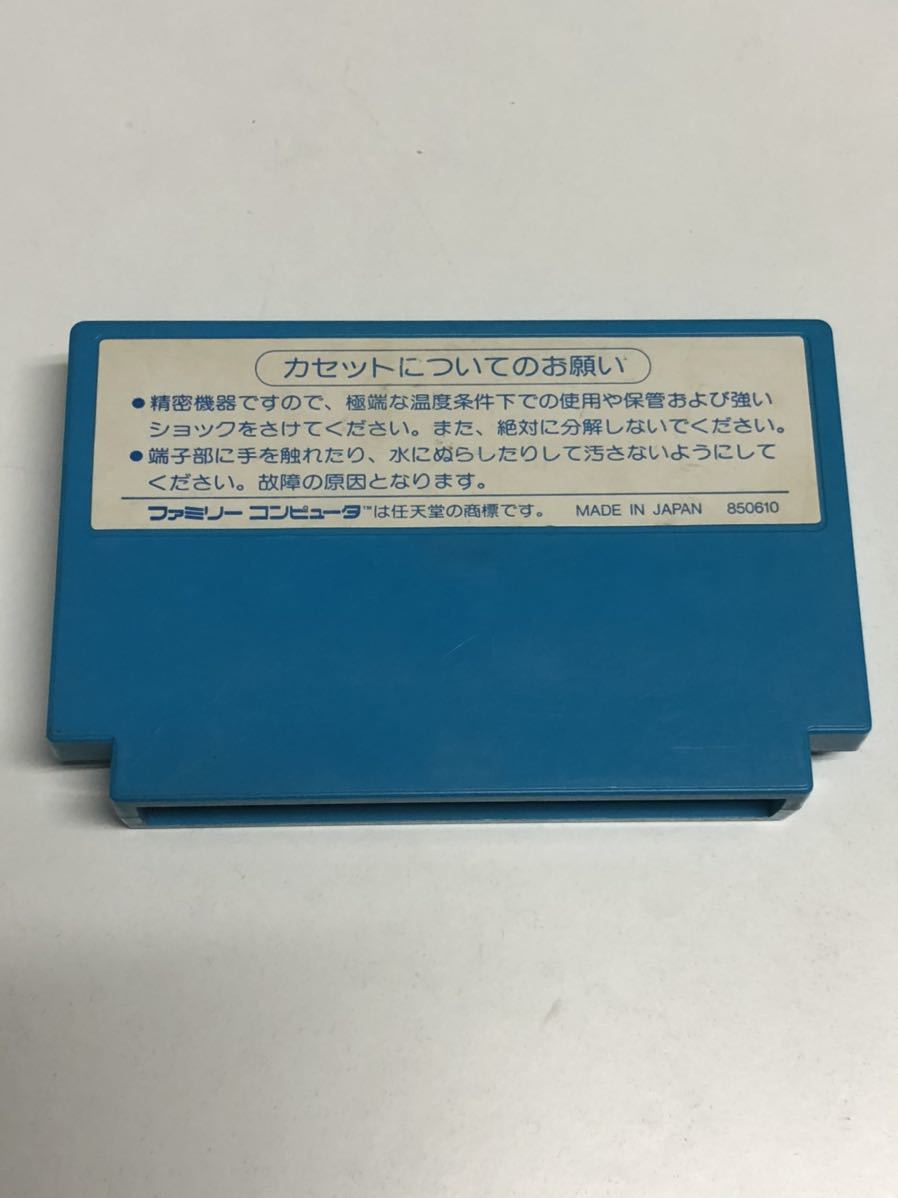 カセットについてのお願い
●精密機器ですので、極端な温度条件下での使用や保管および強い
ショックをさけてください。また、絶対に分解しないでください。
●端子部に手を触れたり、水にぬらしたりして汚さないようにして
ください。故障の原因となります。
ファミリー コンピュータ™は任天堂の商標です。 MADE IN JAPAN 850610